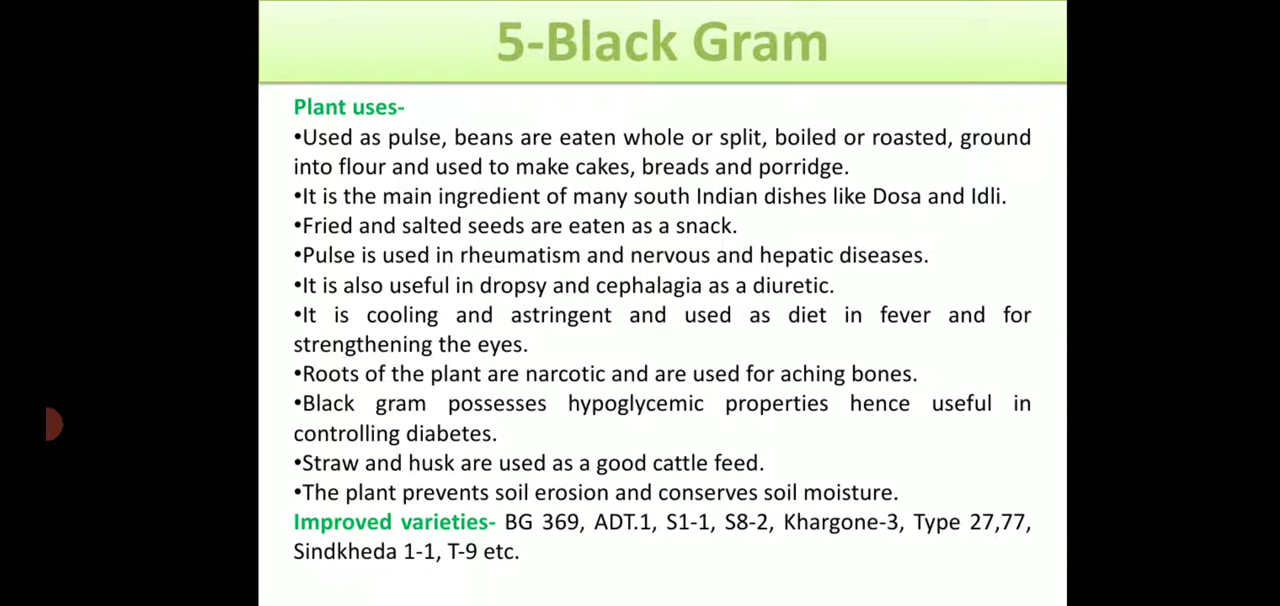 5-Black Gram
Plant uses-
•Used as pulse, beans are eaten whole or split, boiled or roasted, ground
into flour and used to make cakes, breads and porridge.
•It is the main ingredient of many south Indian dishes like Dosa and Idli.
•Fried and salted seeds are eaten as a snack.
•Pulse is used in rheumatism and nervous and hepatic diseases.
•It is also useful in dropsy and cephalagia as a diuretic.
•It is cooling and astringent and used as diet in fever and for
strengthening the eyes.
•Roots of the plant are narcotic and are used for aching bones.
•Black gram possesses hypoglycemic properties hence useful in
controlling diabetes.
•Straw and husk are used as a good cattle feed.
•The plant prevents soil erosion and conserves soil moisture.
Improved varieties- BG 369, ADT.1, S1-1, S8-2, Khargone-3, Type 27,77,
Sindkheda 1-1, T-9 etc.